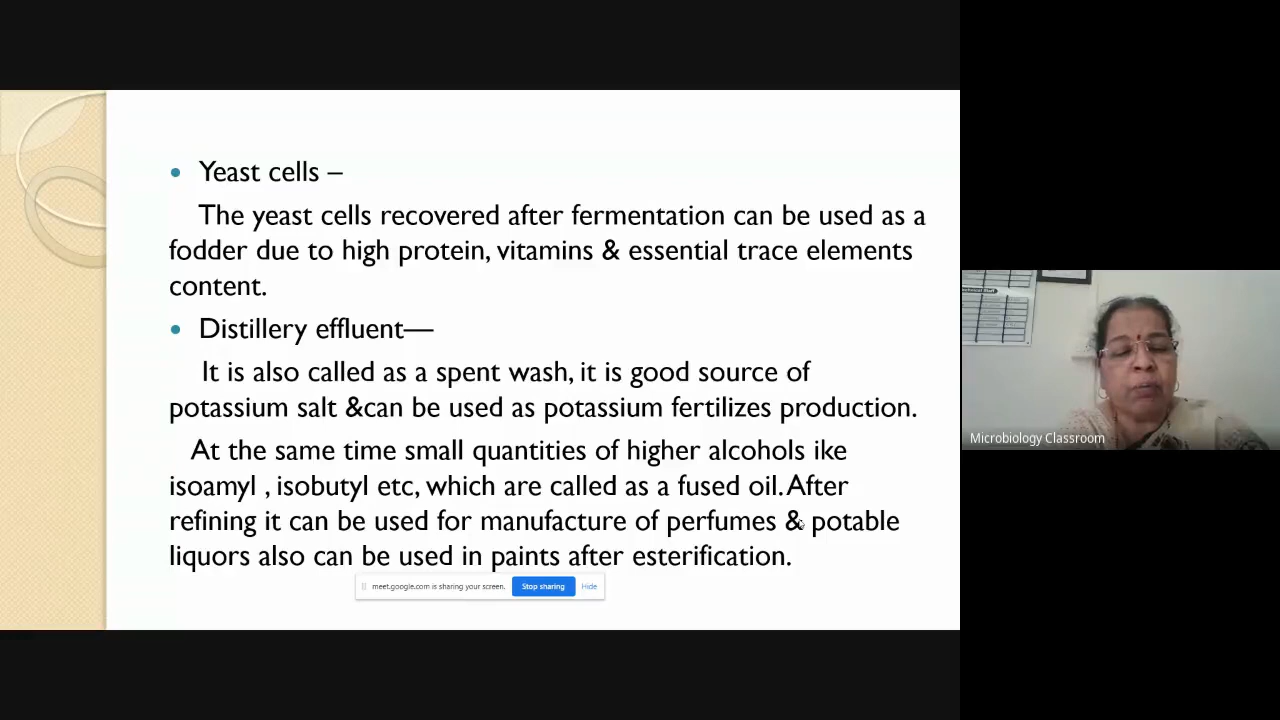 Yeast cells –
The yeast cells recovered after fermentation can be used as a
fodder due to high protein, vitamins & essential trace elements
content.
Distillery effluent—
It is also called as a spent wash, it is good source of
potassium salt &can be used as potassium fertilizes production.
At the same time small quantities of higher alcohols ike
isoamyl , isobutyl etc, which are called as a fused oil. After
refining it can be used for manufacture of perfumes & potable
liquors also can be used in paints after esterification.
meet.google.com is sharing your screen. Stop sharing Hide
Microbiology Classroom